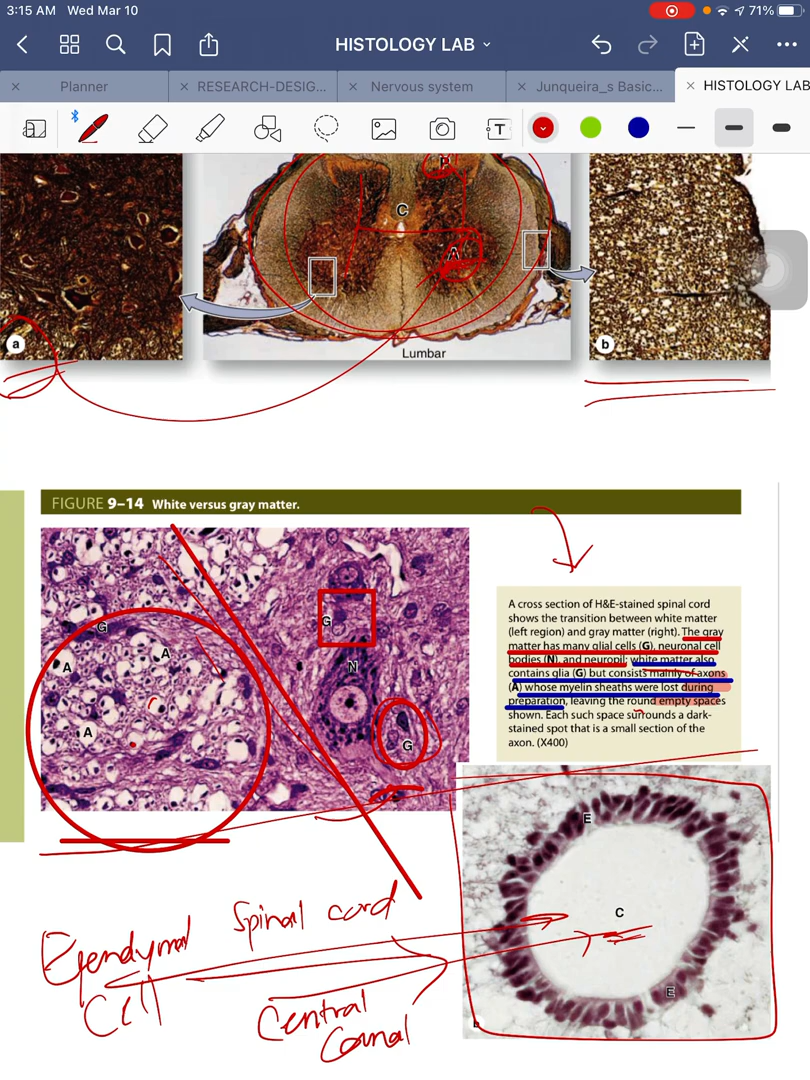 3:15 AM Wed Mar 10
71%
HISTOLOGY LAB
Planner
RESEARCH-DESIG...
Nervous system
Junqueira_s Basic...
HISTOLOGY LAB
T
P
C
A
a
Lumbar
b
FIGURE 9–14 White versus gray matter.
G
G
A
A
N
A
G
A cross section of H&E-stained spinal cord
shows the transition between white matter
(left region) and gray matter (right). The gray
matter has many glial cells (G), neuronal cell
bodies (N), and neuropil; white matter also
contains glia (G) but consists mainly of axons
(A) whose myelin sheaths were lost during
preparation, leaving the round empty spaces
shown. Each such space surrounds a dark-
stained spot that is a small section of the
axon. (X400)
E
C
E
b
Spinal cord
Ependymal
Cell
Central
Canal